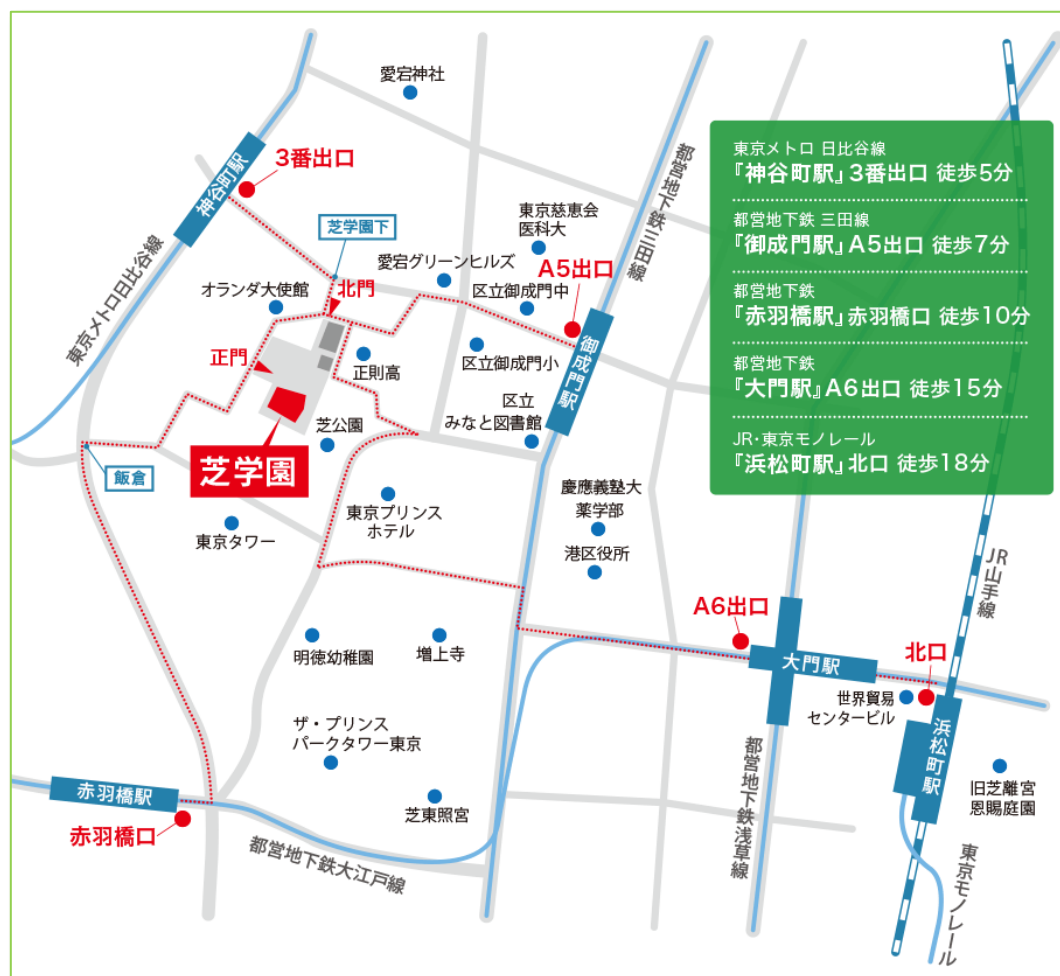 愛宕神社
神谷町駅
3番出口
東京メトロ日比谷線
芝学園下
北門
オランダ大使館
愛宕グリーンヒルズ
東京慈恵会
医科大
区立御成門中
A5出口
都営地下鉄三田線
御成門駅
区立御成門小
区立
みなと図書館
正則高
正門
芝公園
芝学園
飯倉
東京タワー
東京プリンス
ホテル
慶應義塾大
薬学部
港区役所
明徳幼稚園
増上寺
ザ・プリンス
パークタワー東京
芝東照宮
赤羽橋駅
赤羽橋口
都営地下鉄大江戸線
A6出口
大門駅
都営地下鉄浅草線
北口
世界貿易
センタービル
浜松町駅
JR山手線
旧芝離宮
恩賜庭園
東京モノレール
東京メトロ 日比谷線
『神谷町駅』3番出口 徒歩5分
都営地下鉄 三田線
『御成門駅』A5出口 徒歩7分
都営地下鉄
『赤羽橋駅』赤羽橋口 徒歩10分
都営地下鉄
『大門駅』A6出口 徒歩15分
JR・東京モノレール
『浜松町駅』北口 徒歩18分